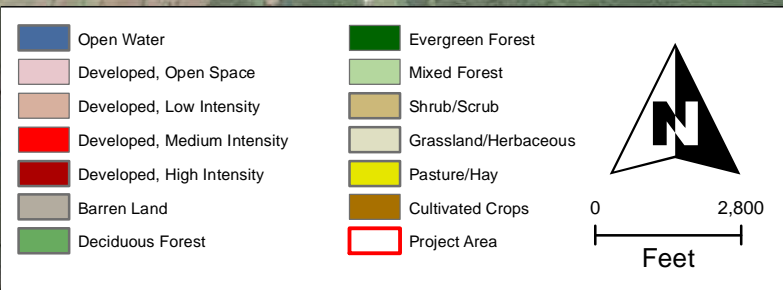 Open Water
Developed, Open Space
Developed, Low Intensity
Developed, Medium Intensity
Developed, High Intensity
Barren Land
Deciduous Forest
Evergreen Forest
Mixed Forest
Shrub/Scrub
Grassland/Herbaceous
Pasture/Hay
Cultivated Crops
Project Area
N
0 2,800
Feet